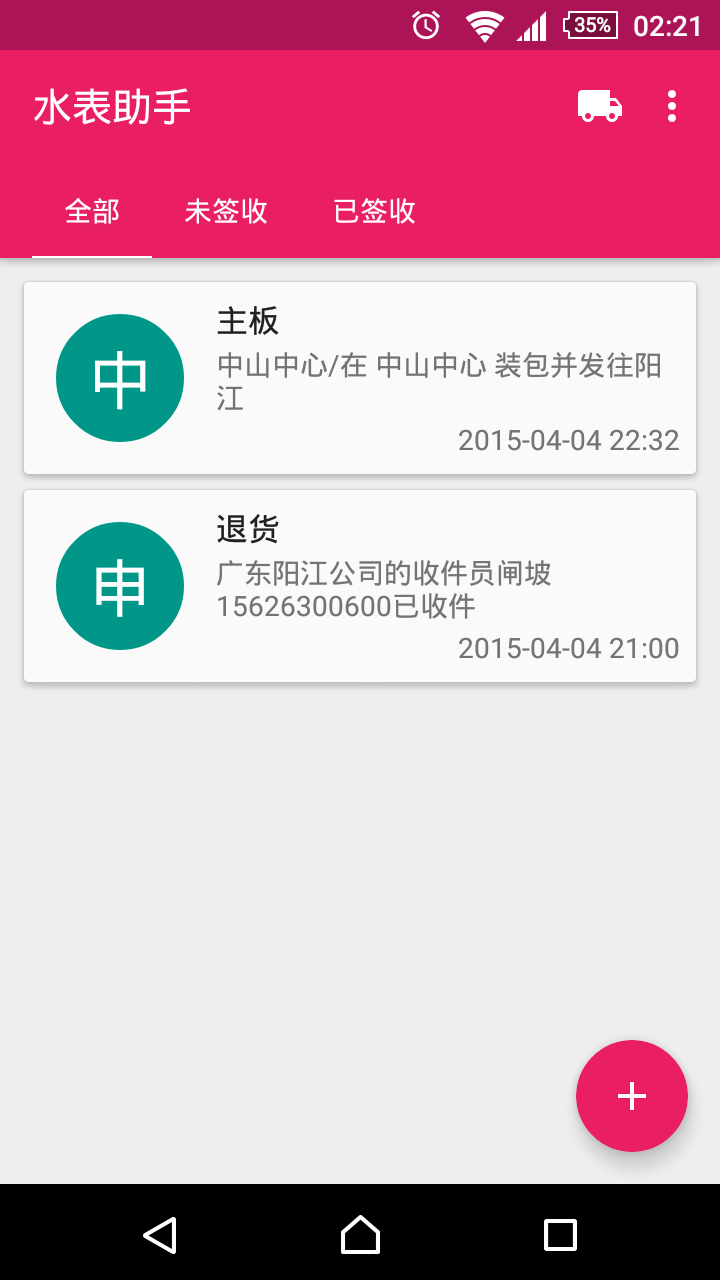 35% 02:21
水表助手
全部 未签收 已签收
中
主板
中山中心/在 中山中心 装包并发往阳
江
2015-04-04 22:32
申
退货
广东阳江公司的收件员闸坡
15626300600已收件
2015-04-04 21:00